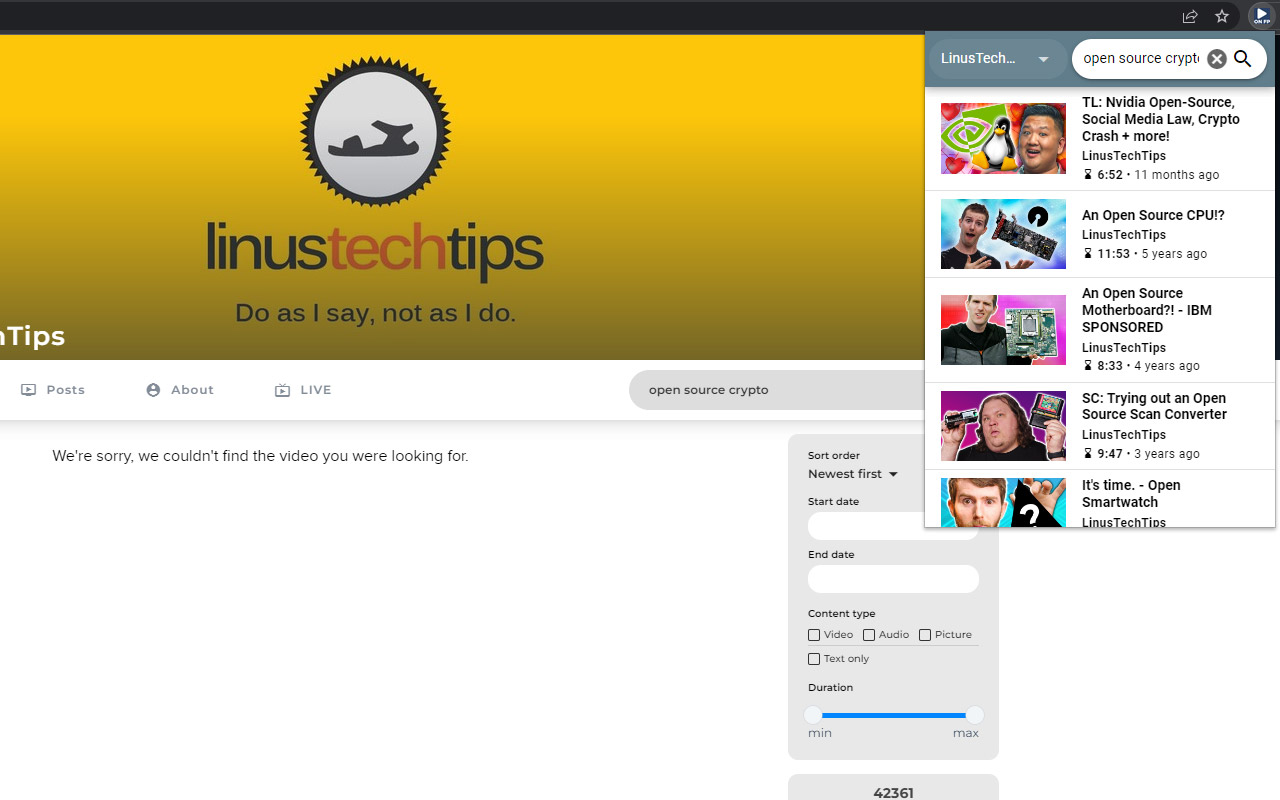 ON FP
LinusTech...
open source crypt
TL: Nvidia Open-Source,
Social Media Law, Crypto
Crash + more!
LinusTechTips
6:52 • 11 months ago
An Open Source CPU!?
LinusTechTips
11:53 • 5 years ago
An Open Source
Motherboard?! - IBM
SPONSORED
LinusTechTips
8:33 • 4 years ago
SC: Trying out an Open
Source Scan Converter
LinusTechTips
9:47 • 3 years ago
?
It's time. - Open
Smartwatch
LinusTechTips
linustechtips
Do as I say, not as I do.
hTips
Posts
About
LIVE
open source crypto
We're sorry, we couldn't find the video you were looking for.
Sort order
Newest first
Start date
End date
Content type
Video Audio Picture
Text only
Duration
min max
42361